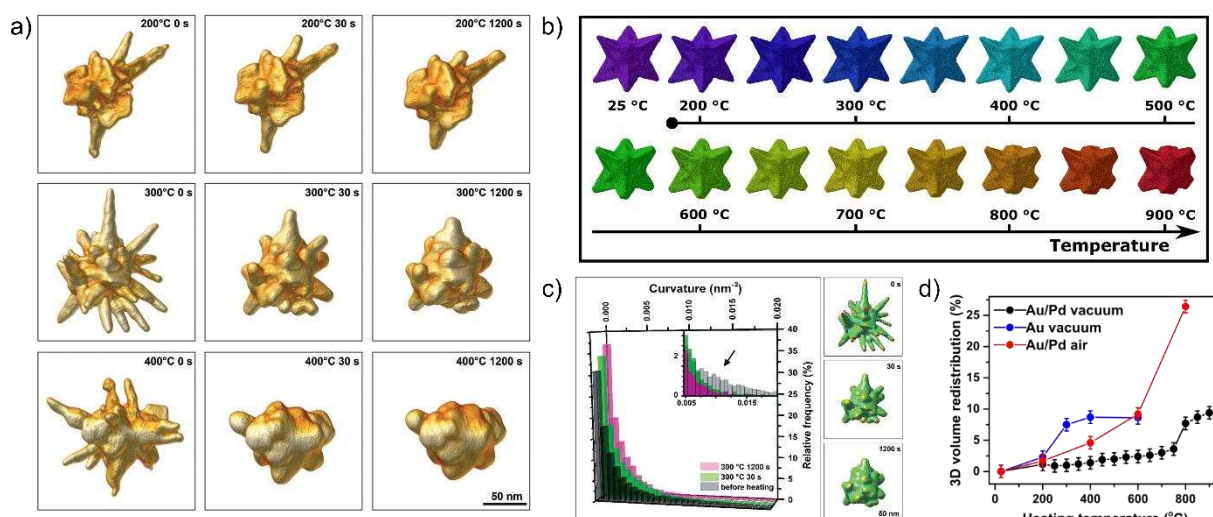 a)
200°C 0 s
200°C 30 s
200°C 1200 s
300°C 0 s
300°C 30 s
300°C 1200 s
400°C 0 s
400°C 30 s
400°C 1200 s
50 nm
b)
25 °C 200 °C 300 °C 400 °C 500 °C
600 °C 700 °C 800 °C 900 °C
Temperature
c)
Curvature (nm⁻²)
0.000 0.005 0.010 0.015 0.020
40
35
30
25
20
15
10
5
0
Relative frequency (%)
2
0
0.005 0.015
300 °C 1200 s
300 °C 30 s
before heating
0 s
30 s
1200 s
50 nm
d)
3D volume redistribution (%)
25
20
15
10
5
0
Au/Pd vacuum
Au vacuum
Au/Pd air
0 200 400 600 800
Heating temperature (°C)